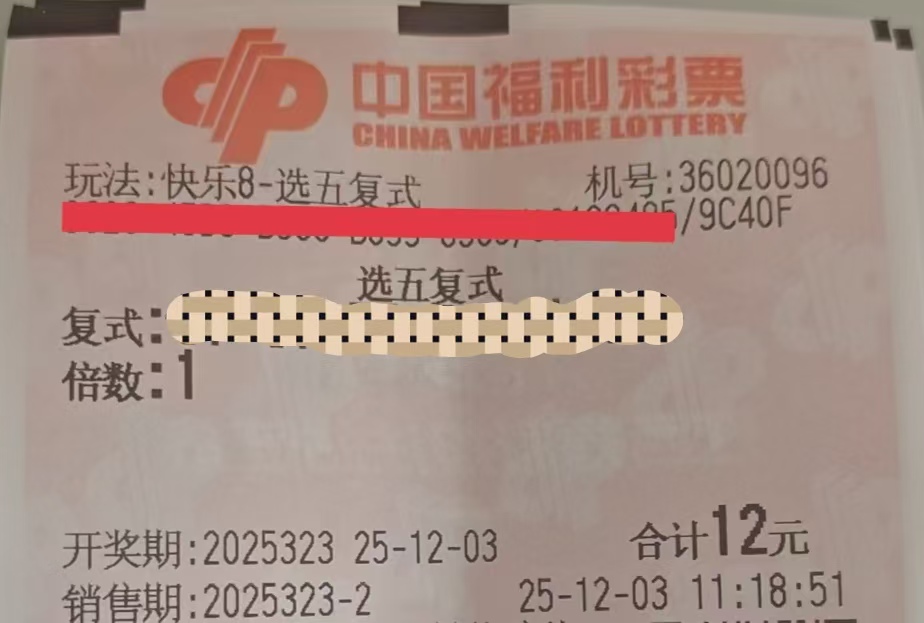 中国福利彩票
CHINA WELFARE LOTTERY
玩法:快乐8-选五复式 机号:36020096
/9C40F
选五复式
复式:
倍数:1
开奖期:2025323 25-12-03 合计12元
销售期:2025323-2 25-12-03 11:18:51